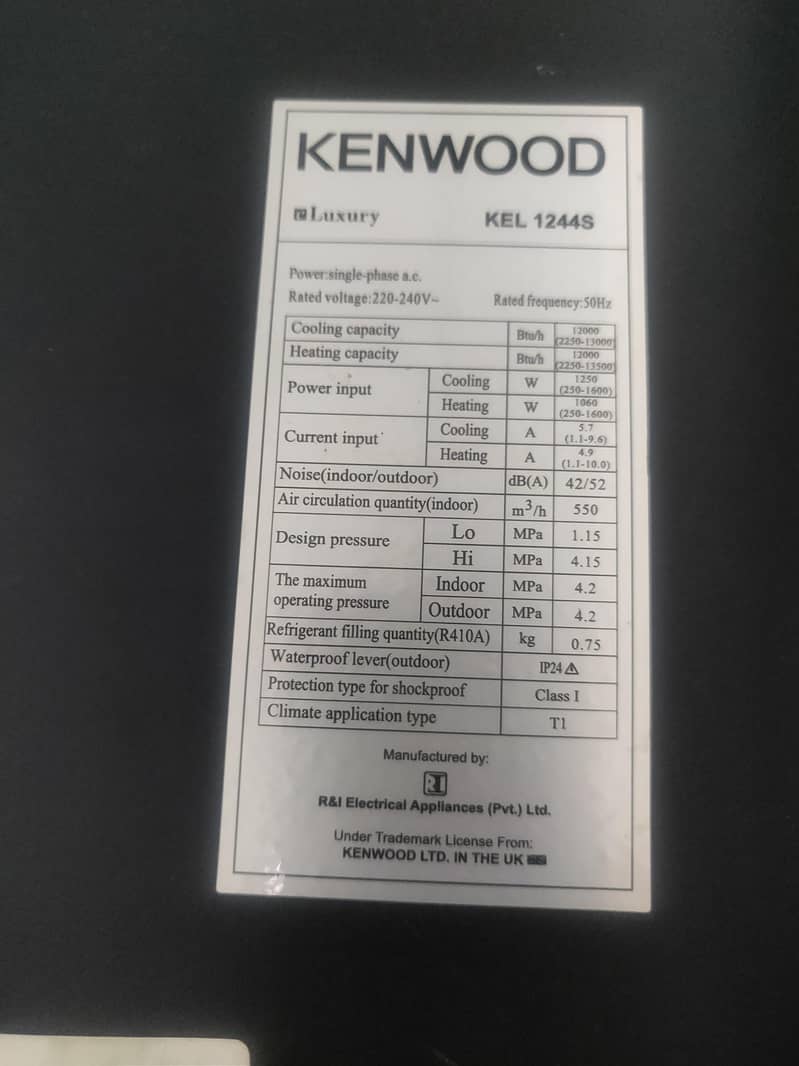 KENWOOD
Luxury KEL 1244S
Power:single-phase a.c.
Rated voltage:220-240V~ Rated frequency:50Hz
Cooling capacity Btu/h 12000 (2250-13000)
Heating capacity Btu/h 12000 (2250-13500)
Power input Cooling W 1250 (250-1600)
Heating W 1060 (250-1600)
Current input Cooling A 5.7 (1.1-9.6)
Heating A 4.9 (1.1-10.0)
Noise(indoor/outdoor) dB(A) 42/52
Air circulation quantity(indoor) m³/h 550
Design pressure Lo MPa 1.15
Hi MPa 4.15
The maximum operating pressure Indoor MPa 4.2
Outdoor MPa 4.2
Refrigerant filling quantity(R410A) kg 0.75
Waterproof lever(outdoor) IP24
Protection type for shockproof Class I
Climate application type T1
Manufactured by:
RI
R&I Electrical Appliances (Pvt.) Ltd.
Under Trademark License From:
KENWOOD LTD. IN THE UK